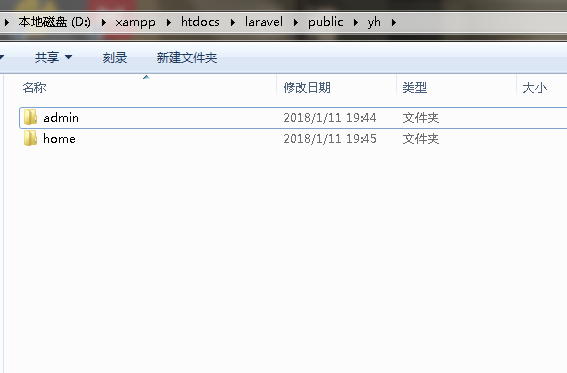 本地磁盘 (D:) ▸ xampp ▸ htdocs ▸ laravel ▸ public ▸ yh ▸
共享 刻录 新建文件夹
名称 修改日期 类型 大小
admin 2018/1/11 19:44 文件夹
home 2018/1/11 19:45 文件夹